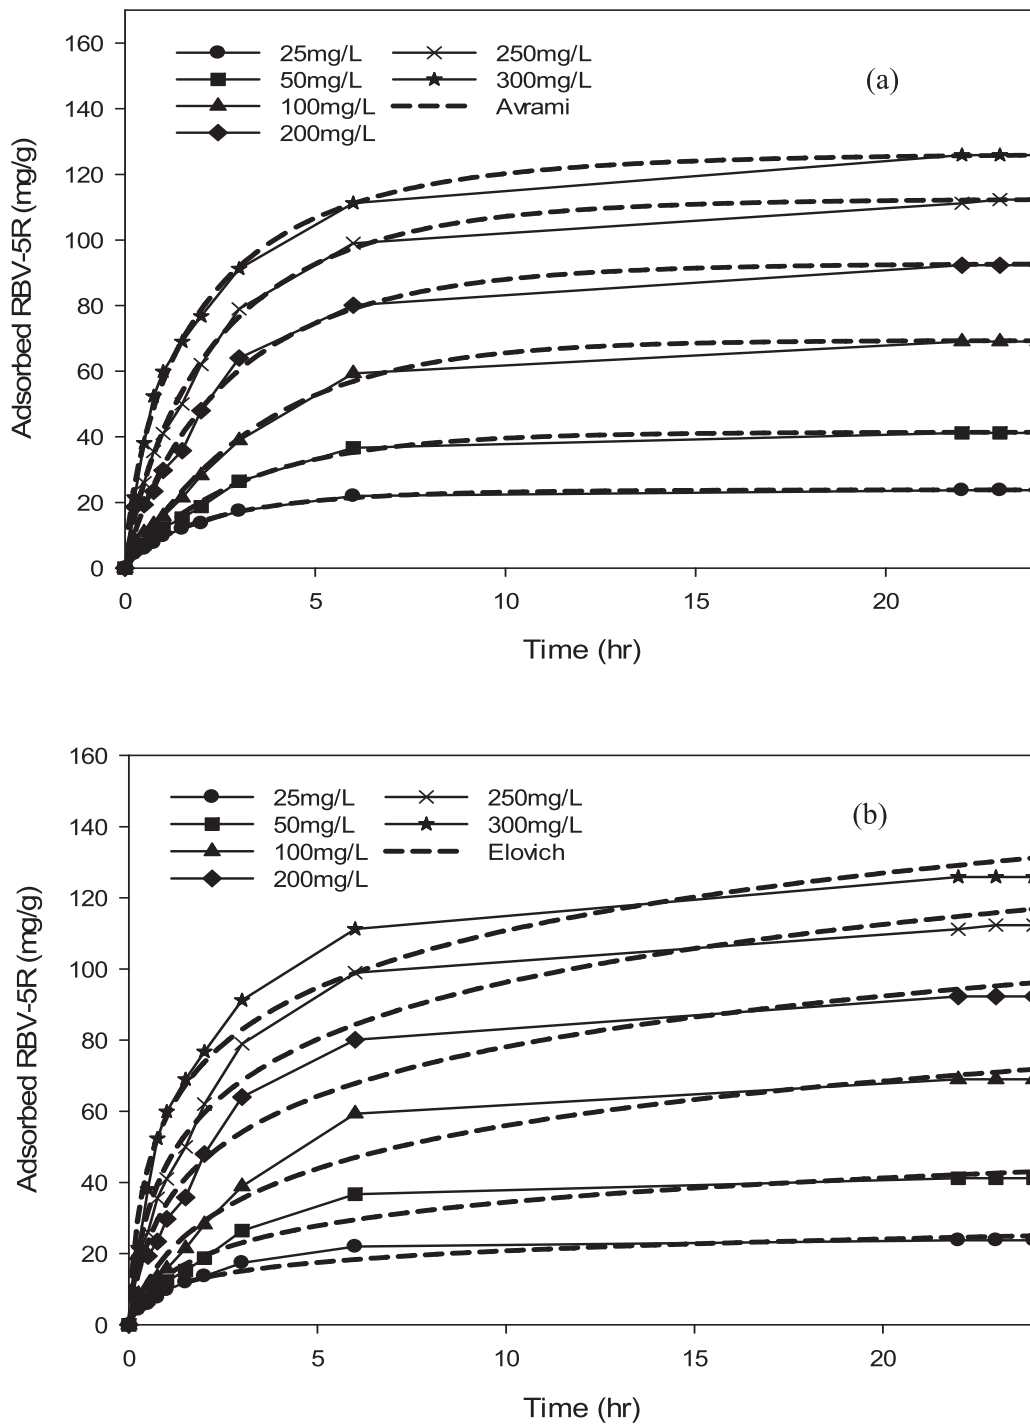 160
140
120
100
80
60
40
20
0
Adsorbed RBV-5R (mg/g)
25mg/L
50mg/L
100mg/L
200mg/L
250mg/L
300mg/L
Avrami
(a)
0 5 10 15 20
Time (hr)
160
140
120
100
80
60
40
20
0
Adsorbed RBV-5R (mg/g)
25mg/L
50mg/L
100mg/L
200mg/L
250mg/L
300mg/L
Elovich
(b)
0 5 10 15 20
Time (hr)